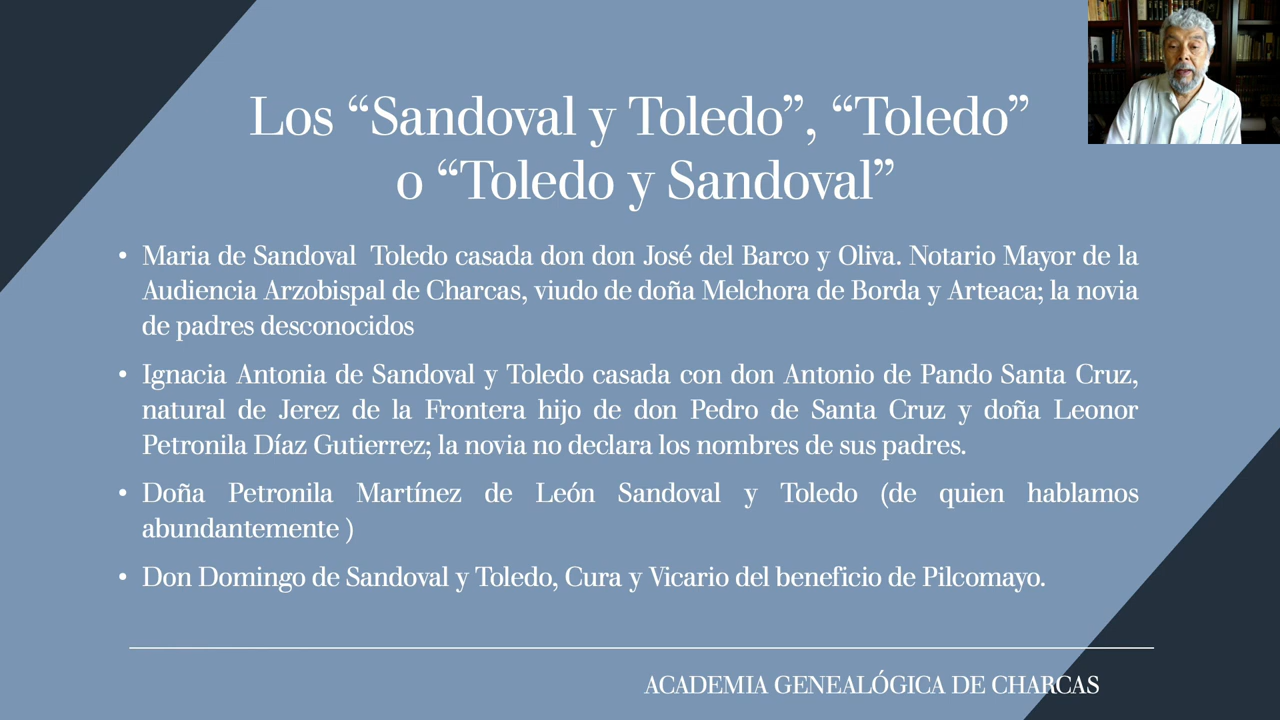 Los “Sandoval y Toledo”, “Toledo”
o “Toledo y Sandoval”
• Maria de Sandoval Toledo casada don don José del Barco y Oliva. Notario Mayor de la
Audiencia Arzobispal de Charcas, viudo de doña Melchora de Borda y Arteaca; la novia
de padres desconocidos
• Ignacia Antonia de Sandoval y Toledo casada con don Antonio de Pando Santa Cruz,
natural de Jerez de la Frontera hijo de don Pedro de Santa Cruz y doña Leonor
Petronila Díaz Gutierrez; la novia no declara los nombres de sus padres.
• Doña Petronila Martínez de León Sandoval y Toledo (de quien hablamos
abundantemente )
• Don Domingo de Sandoval y Toledo, Cura y Vicario del beneficio de Pilcomayo.
ACADEMIA GENEALÓGICA DE CHARCAS